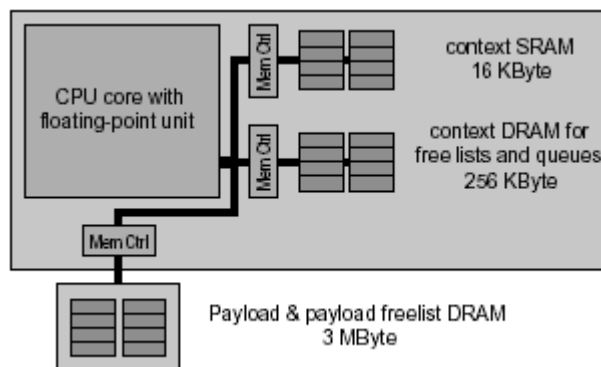 Mem Ctrl
context SRAM
16 KByte
CPU core with
floating-point unit
Mem Ctrl
context DRAM for
free lists and queues
256 KByte
Mem Ctrl
Payload & payload freelist DRAM
3 MByte